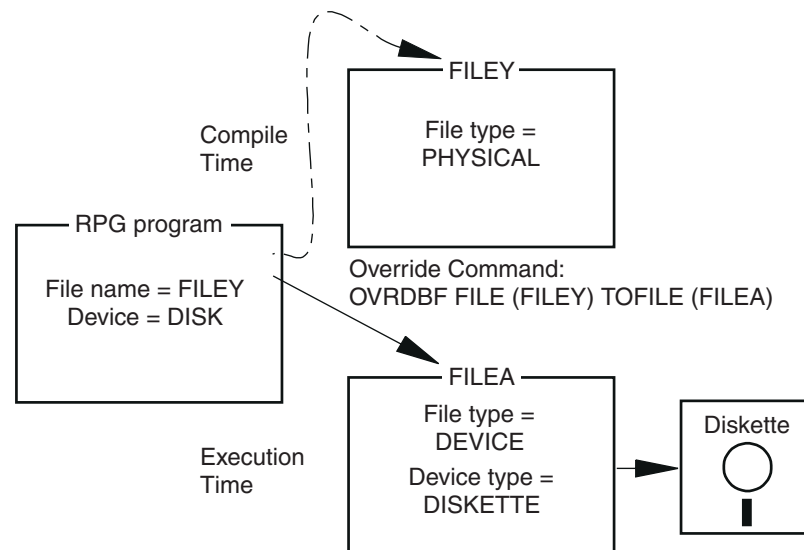 FILEY
File type =
PHYSICAL
Compile
Time
RPG program
File name = FILEY
Device = DISK
Override Command:
OVRDBF FILE (FILEY) TOFILE (FILEA)
FILEA
File type =
DEVICE
Device type =
DISKETTE
Execution
Time
Diskette